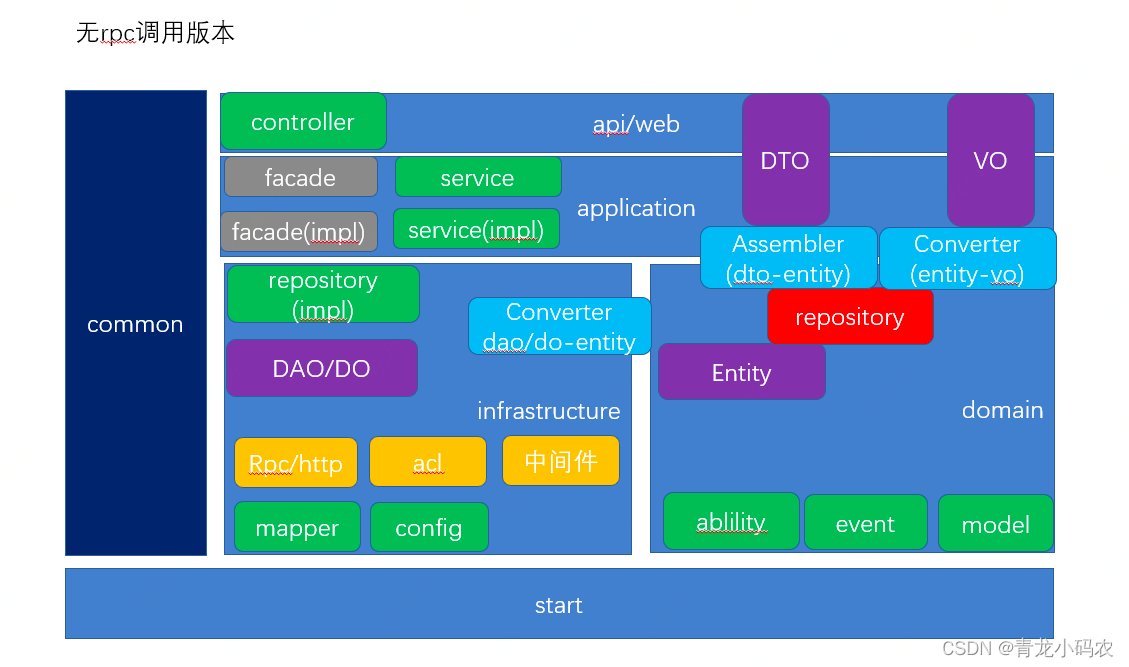 无rpc调用版本
controller
api/web
DTO
VO
facade
service
application
facade(impl)
service(impl)
Assembler
(dto-entity)
Converter
(entity-vo)
common
repository
(impl)
Converter
dao/do-entity
repository
DAO/DO
Entity
infrastructure
domain
Rpc/http
acl
中间件
mapper
config
ablility
event
model
start
CSDN @青龙小码农